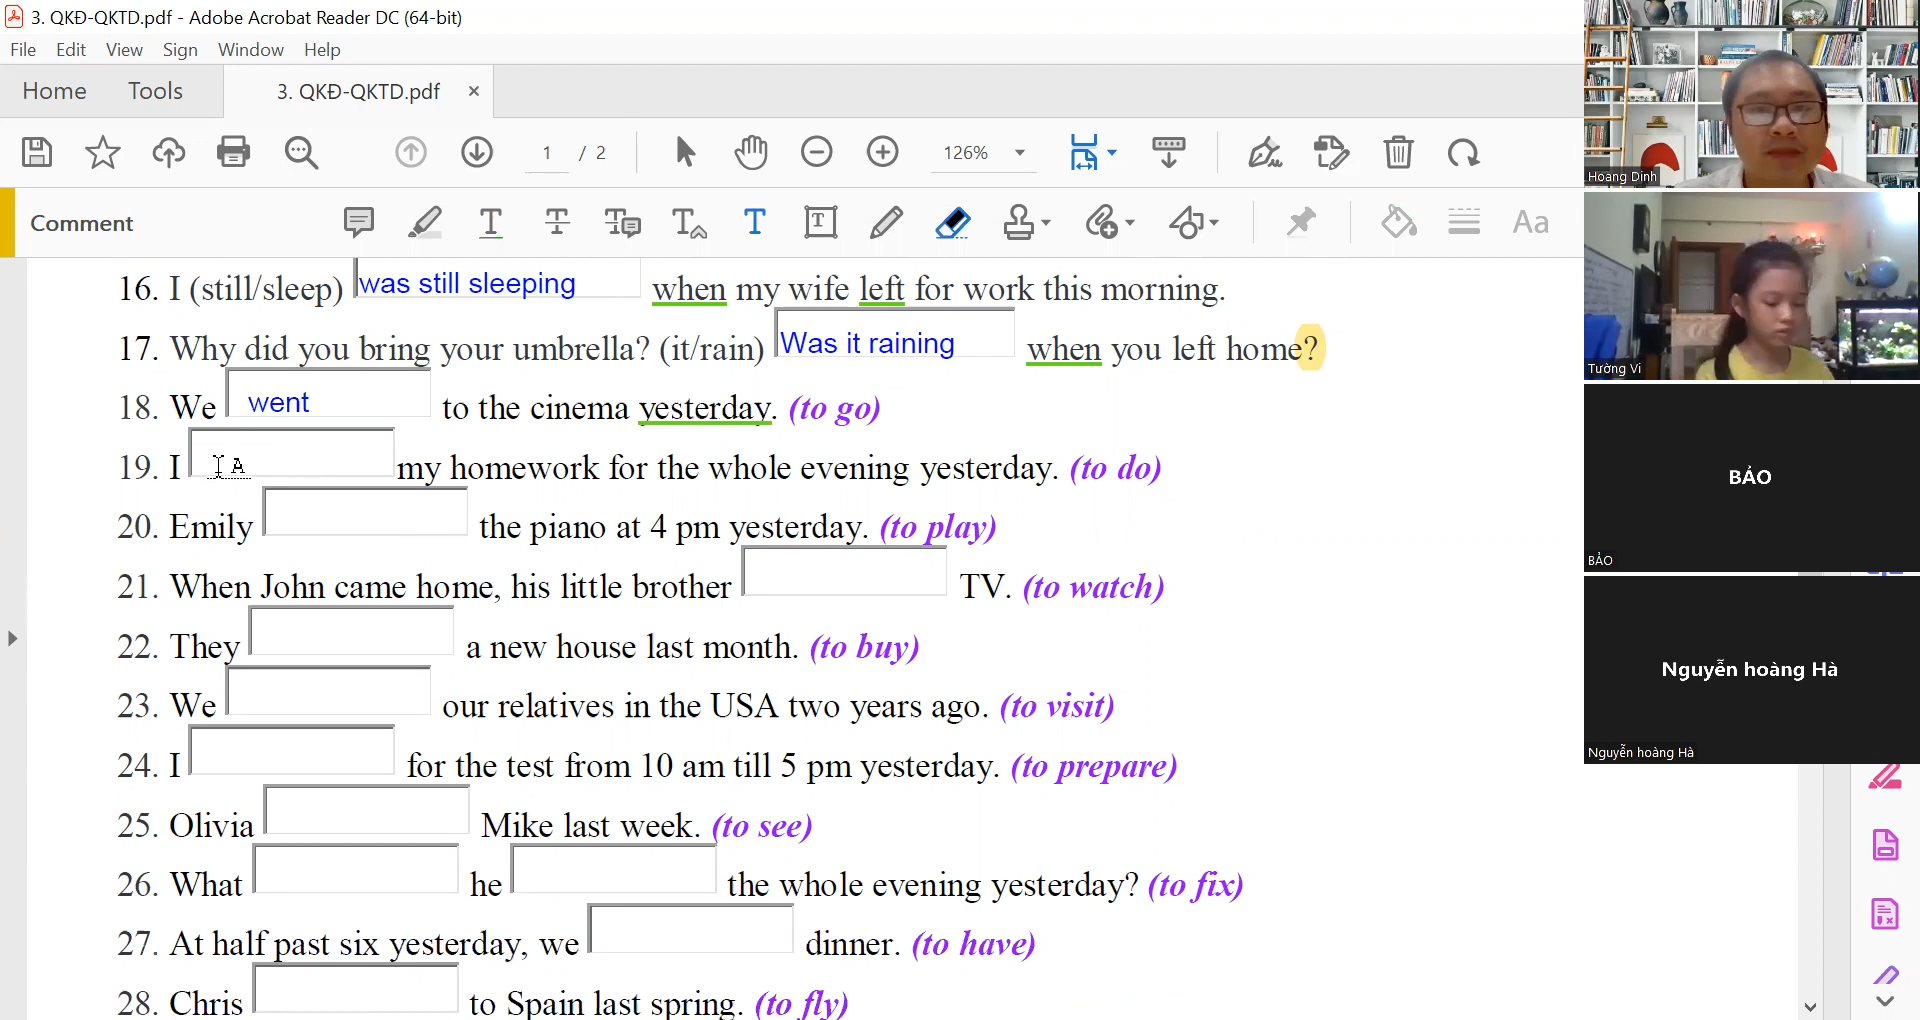 3. QKĐ-QKTD.pdf - Adobe Acrobat Reader DC (64-bit)
File Edit View Sign Window Help
Home Tools 3. QKĐ-QKTD.pdf ×
1 / 2 126%
Comment
16. I (still/sleep) was still sleeping when my wife left for work this morning.
17. Why did you bring your umbrella? (it/rain) Was it raining when you left home?
18. We went to the cinema yesterday. (to go)
19. I my homework for the whole evening yesterday. (to do)
20. Emily the piano at 4 pm yesterday. (to play)
21. When John came home, his little brother TV. (to watch)
22. They a new house last month. (to buy)
23. We our relatives in the USA two years ago. (to visit)
24. I for the test from 10 am till 5 pm yesterday. (to prepare)
25. Olivia Mike last week. (to see)
26. What he the whole evening yesterday? (to fix)
27. At half past six yesterday, we dinner. (to have)
28. Chris to Spain last spring. (to fly)
Hoang Dinh
Tường Vi
BẢO
BẢO
Nguyễn hoàng Hà
Nguyễn hoàng Hà